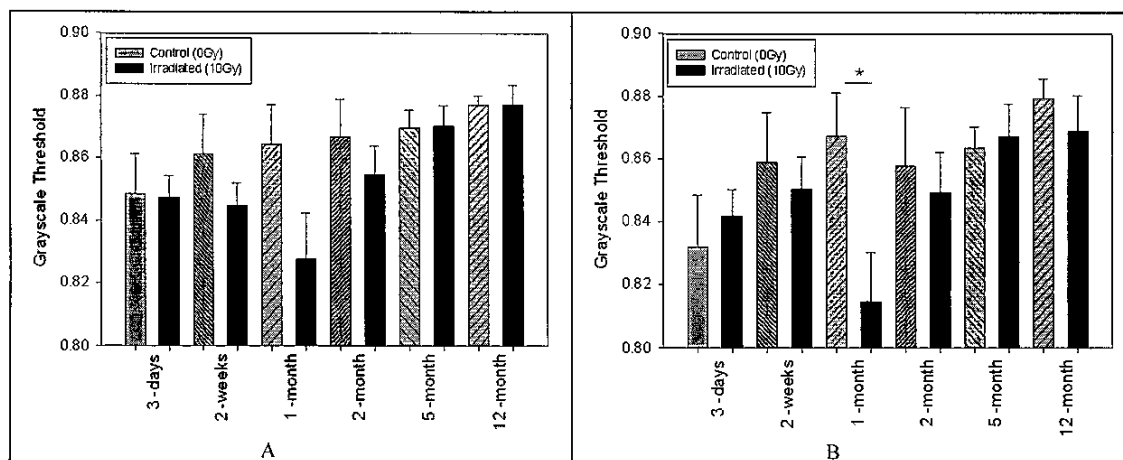 0.90
0.88
0.86
0.84
0.82
0.80
Grayscale Threshold
Control (0Gy)
Irradiated (10Gy)
3-days
2-weeks
1-month
2-month
5-month
12-month
A
0.90
0.88
0.86
0.84
0.82
0.80
Grayscale Threshold
Control (0Gy)
Irradiated (10Gy)
*
3-days
2-weeks
1-month
2-month
5-month
12-month
B